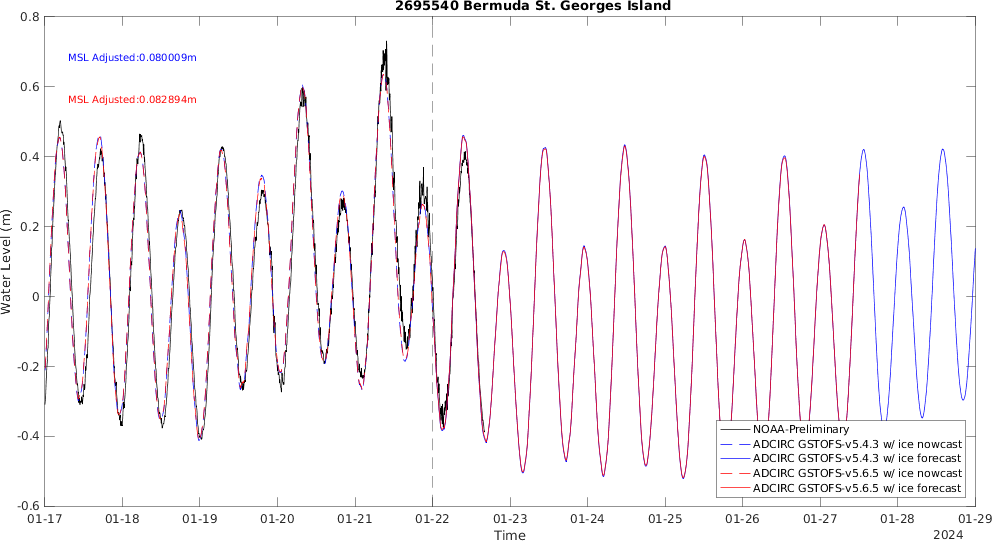 2695540 Bermuda St. Georges Island
MSL Adjusted:0.080009m
MSL Adjusted:0.082894m
Water Level (m)
0.8
0.6
0.4
0.2
0
-0.2
-0.4
-0.6
NOAA-Preliminary
ADCIRC GSTOFS-v5.4.3 w/ ice nowcast
ADCIRC GSTOFS-v5.4.3 w/ ice forecast
ADCIRC GSTOFS-v5.6.5 w/ ice nowcast
ADCIRC GSTOFS-v5.6.5 w/ ice forecast
01-17 01-18 01-19 01-20 01-21 01-22 01-23 01-24 01-25 01-26 01-27 01-28 01-29
Time
2024